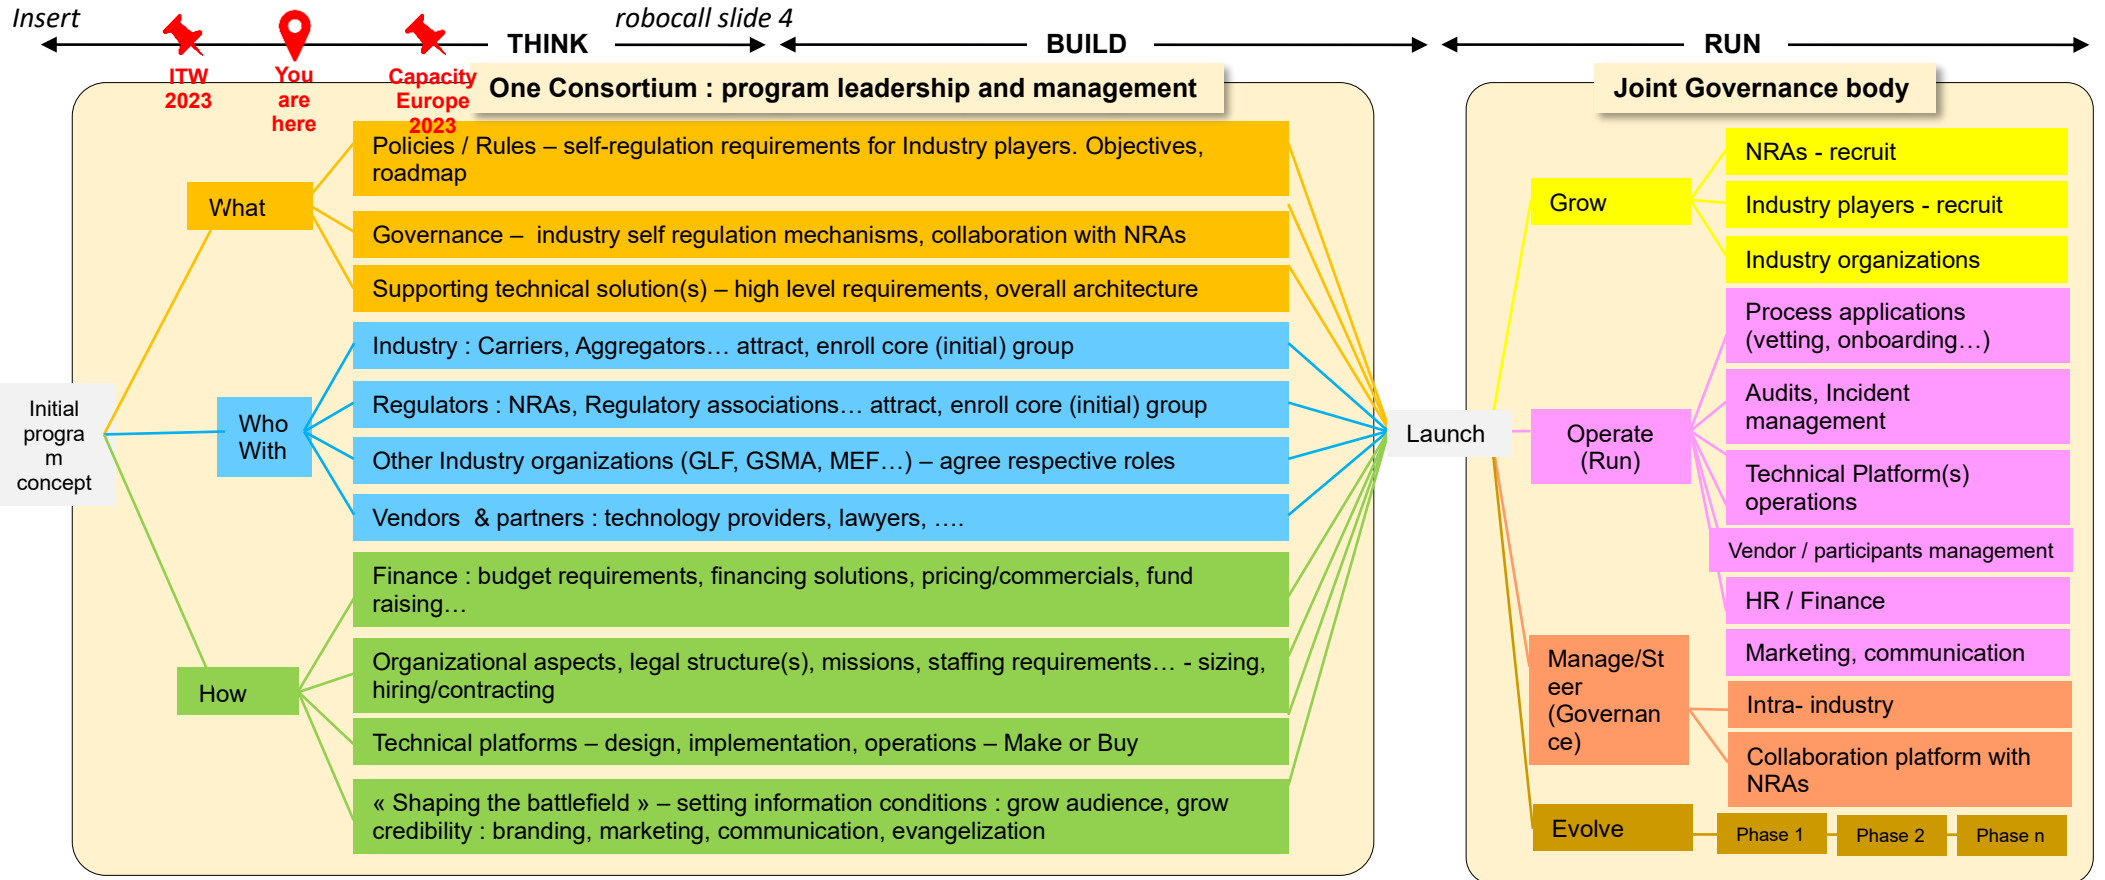 Insert
robocall slide 4
THINK
BUILD
RUN
ITW
2023
You
are
here
Capacity
Europe
2023
One Consortium : program leadership and management
Joint Governance body
Initial
progra
m
concept
What
Policies / Rules – self-regulation requirements for Industry players. Objectives,
roadmap
Governance –  industry self regulation mechanisms, collaboration with NRAs
Supporting technical solution(s) – high level requirements, overall architecture
Who
With
Industry : Carriers, Aggregators… attract, enroll core (initial) group
Regulators : NRAs, Regulatory associations… attract, enroll core (initial) group
Other Industry organizations (GLF, GSMA, MEF…) – agree respective roles
Vendors  & partners : technology providers, lawyers, ….
How
Finance : budget requirements, financing solutions, pricing/commercials, fund
raising…
Organizational aspects, legal structure(s), missions, staffing requirements… - sizing,
hiring/contracting
Technical platforms – design, implementation, operations – Make or Buy
« Shaping the battlefield » – setting information conditions : grow audience, grow
credibility : branding, marketing, communication, evangelization
Launch
Grow
NRAs - recruit
Industry players - recruit
Industry organizations
Operate
(Run)
Process applications
(vetting, onboarding…)
Audits, Incident
management
Technical Platform(s)
operations
Vendor / participants management
HR / Finance
Marketing, communication
Manage/St
eer
(Governan
ce)
Intra- industry
Collaboration platform with
NRAs
Evolve
Phase 1
Phase 2
Phase n